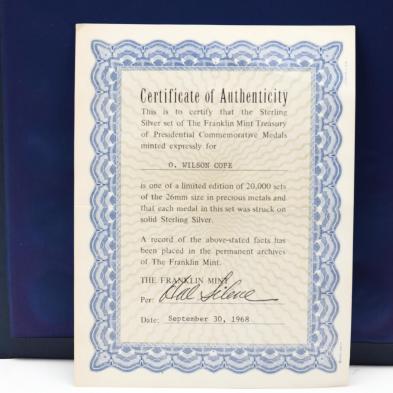 Certificate of Authenticity
This is to certify that the Sterling
Silver set of The Franklin Mint Treasury
of Presidential Commemorative Medals
minted expressly for
O. WILSON COPE
is one of a limited edition of 20,000 sets
of the 26mm size in precious metals and
that each medal in this set was struck on
solid Sterling Silver.
A record of the above-stated facts has
been placed in the permanent archives
of The Franklin Mint.
THE FRANKLIN MINT
Per:
Date: September 30, 1968